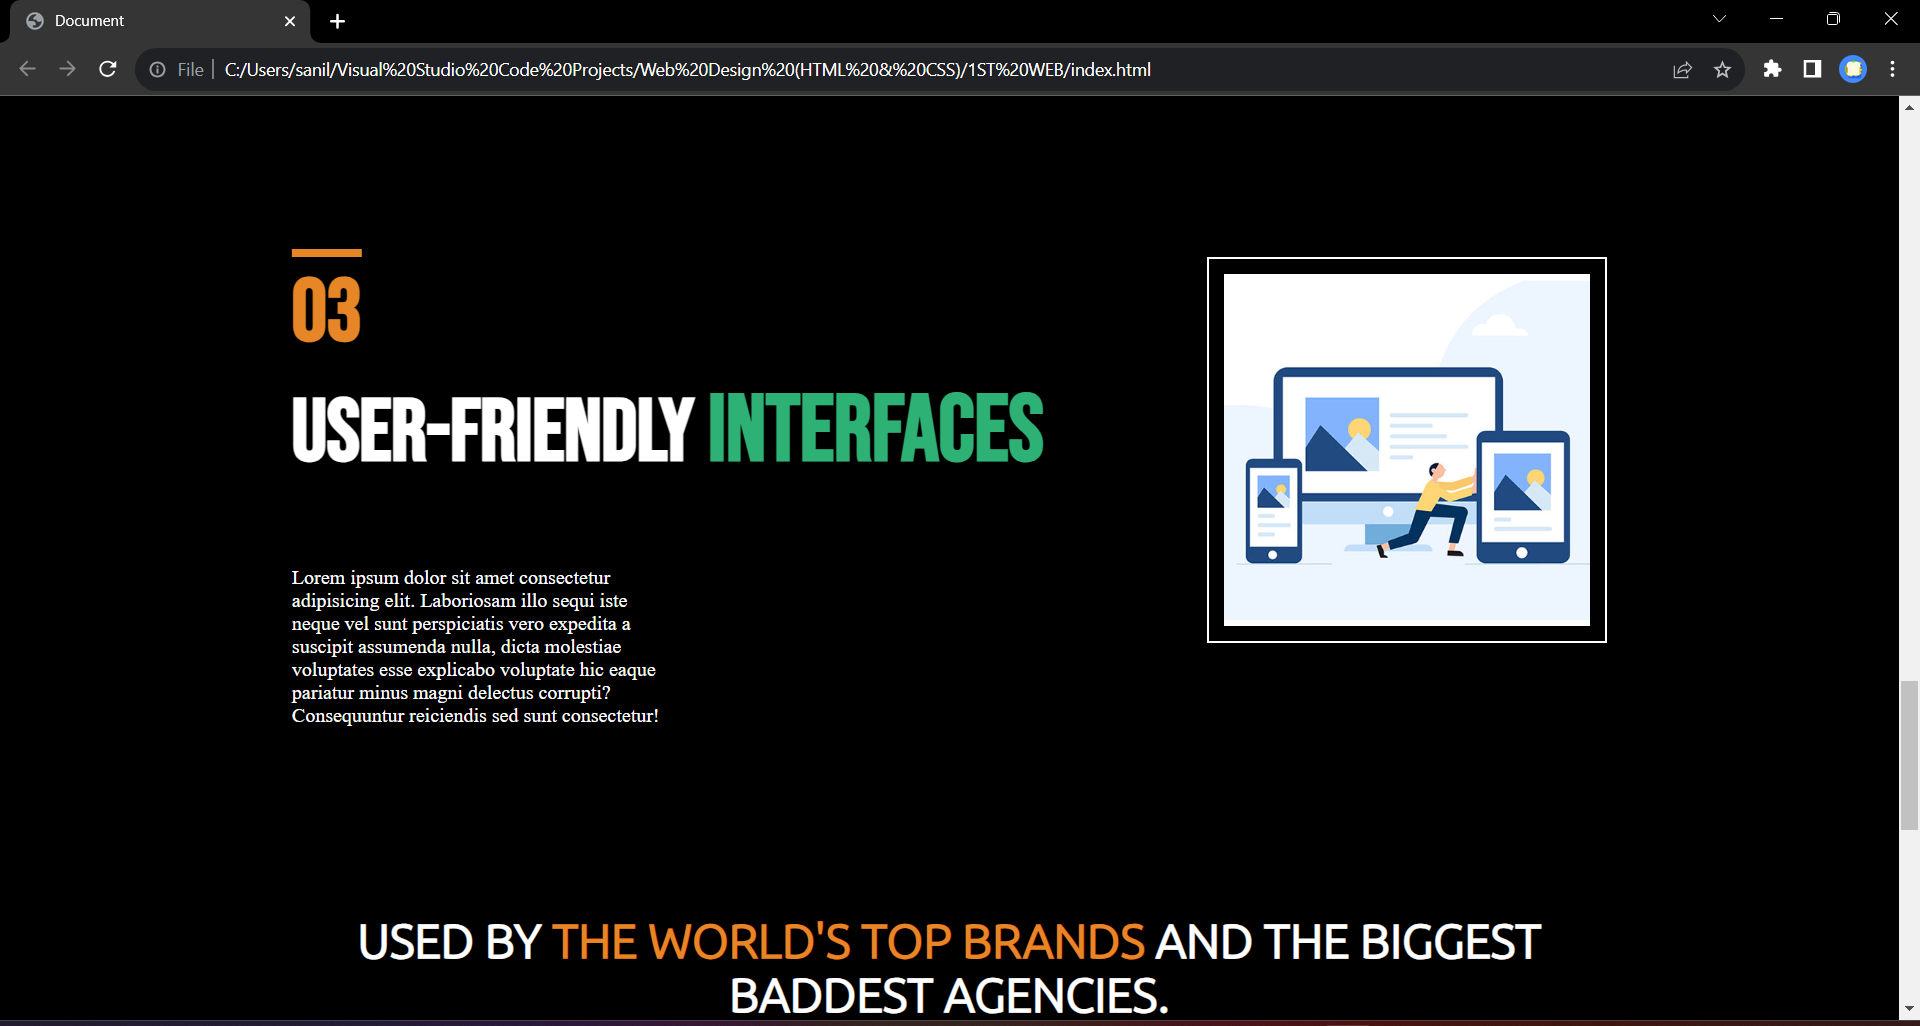 Document
File
C:/Users/sanil/Visual%20Studio%20Code%20Projects/Web%20Design%20(HTML%20&%20CSS)/1ST%20WEB/index.html
03
USER-FRIENDLY INTERFACES
Lorem ipsum dolor sit amet consectetur
adipisicing elit. Laboriosam illo sequi iste
neque vel sunt perspiciatis vero expedita a
suscipit assumenda nulla, dicta molestiae
voluptates esse explicabo voluptate hic eaque
pariatur minus magni delectus corrupti?
Consequuntur reiciendis sed sunt consectetur!
USED BY THE WORLD'S TOP BRANDS AND THE BIGGEST
BADDEST AGENCIES.